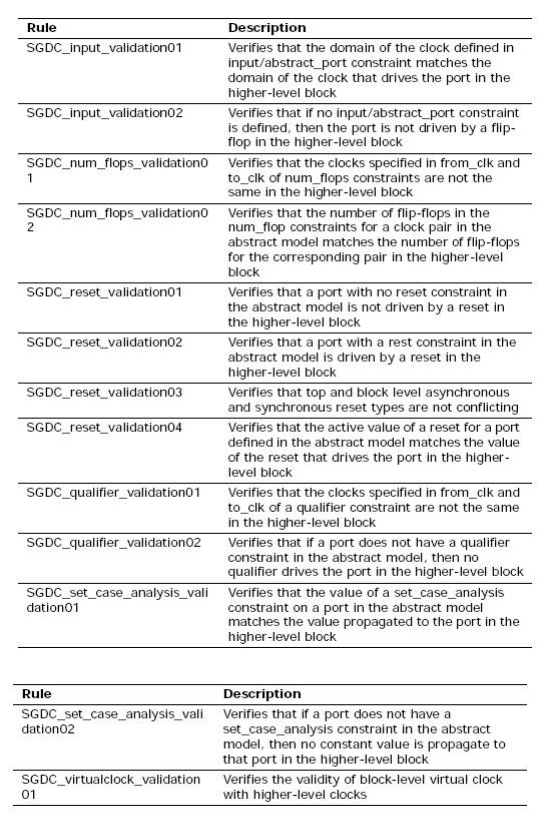 Rule Description
SGDC_input_validation01 Verifies that the domain of the clock defined in
input/abstract_port constraint matches the
domain of the clock that drives the port in the
higher-level block
SGDC_input_validation02 Verifies that if no input/abstract_port constraint
is defined, then the port is not driven by a flip-
flop in the higher-level block
SGDC_num_flops_validation0 Verifies that the clocks specified in from_clk and
1 to_clk of num_flops constraints are not the
same in the higher-level block
SGDC_num_flops_validation0 Verifies that the number of flip-flops in the
2 num_flop constraints for a clock pair in the
abstract model matches the number of flip-flops
for the corresponding pair in the higher-level
block
SGDC_reset_validation01 Verifies that a port with no reset constraint in
the abstract model is not driven by a reset in
the higher-level block
SGDC_reset_validation02 Verifies that a port with a rest constraint in the
abstract model is driven by a reset in the
higher-level block
SGDC_reset_validation03 Verifies that top and block level asynchronous
and synchronous reset types are not conflicting
SGDC_reset_validation04 Verifies that the active value of a reset for a port
defined in the abstract model matches the value
of the reset that drives the port in the higher-
level block
SGDC_qualifier_validation01 Verifies that the clocks specified in from_clk and
to_clk of a qualifier constraint are not the same
in the higher-level block
SGDC_qualifier_validation02 Verifies that if a port does not have a qualifier
constraint in the abstract model, then no
qualifier drives the port in the higher-level block
SGDC_set_case_analysis_vali Verifies that the value of a set_case_analysis
dation01 constraint on a port in the abstract model
matches the value propagated to the port in the
higher-level block
Rule Description
SGDC_set_case_analysis_vali Verifies that if a port does not have a
dation02 set_case_analysis constraint in the abstract
model, then no constant value is propagate to
that port in the higher-level block
SGDC_virtualclock_validation Verifies the validity of block-level virtual clock
01 with higher-level clocks